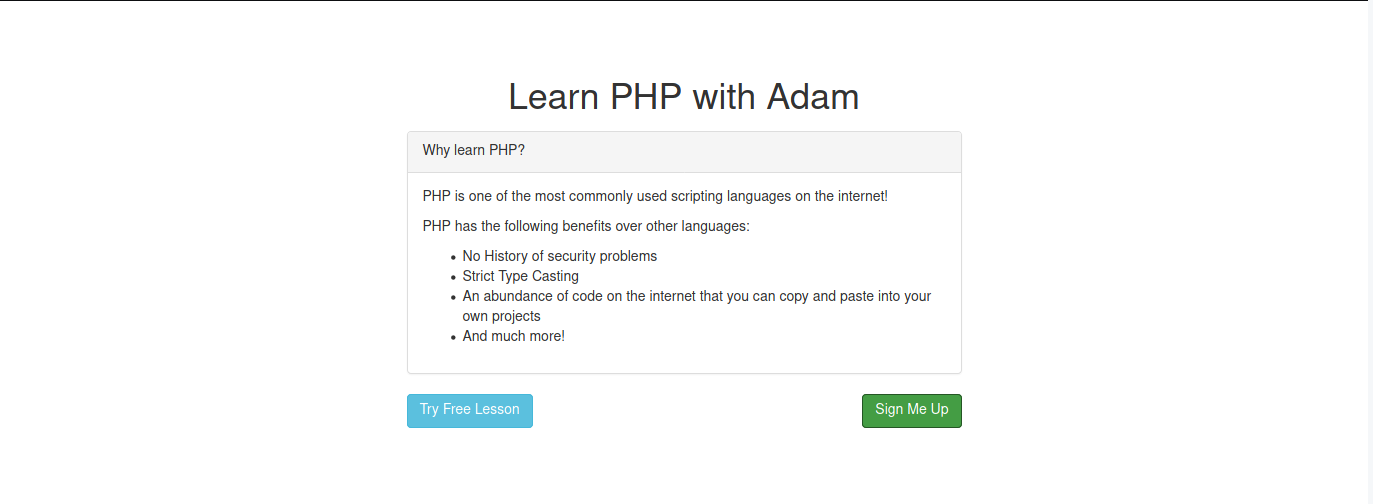 Learn PHP with Adam
Why learn PHP?
PHP is one of the most commonly used scripting languages on the internet!
PHP has the following benefits over other languages:
No History of security problems
Strict Type Casting
An abundance of code on the internet that you can copy and paste into your
own projects
And much more!
Try Free Lesson
Sign Me Up